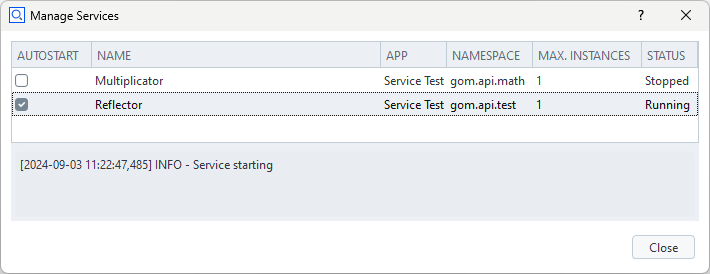 Manage Services
?
AUTOSTART NAME APP NAMESPACE MAX. INSTANCES STATUS
Multiplicator Service Test gom.api.math 1 Stopped
Reflector Service Test gom.api.test 1 Running
[2024-09-03 11:22:47,485] INFO - Service starting
Close